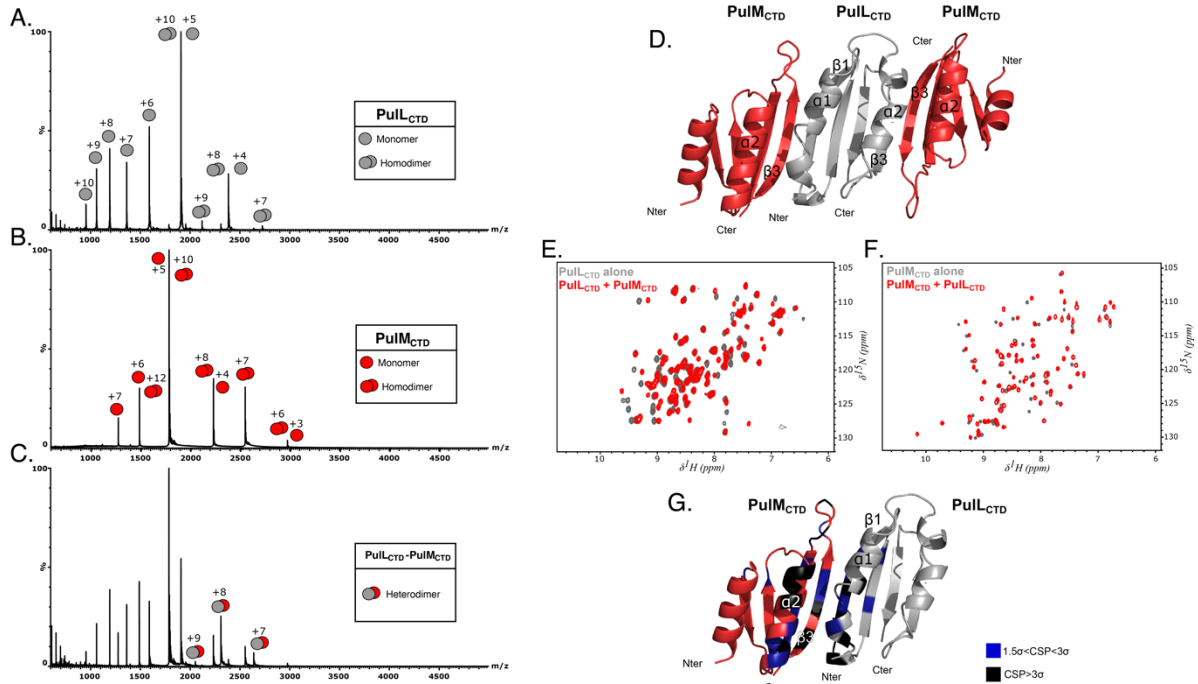 A.
+10 +5
+6
+8
+7
+9
+8 +4
+10
+9
+7
100
%
0
1000 1500 2000 2500 3000 3500 4000 4500 m/z
PulLCTD
Monomer
Homodimer
B.
+10
+5
+8 +7
+6
+12
+4
+7
+6
+3
100
%
0
1000 1500 2000 2500 3000 3500 4000 4500 m/z
PulMCTD
Monomer
Homodimer
C.
+8
+9
+7
100
%
0
1000 1500 2000 2500 3000 3500 4000 4500 m/z
PulLCTD-PulMCTD
Heterodimer
D.
PulMCTD PulLCTD PulMCTD
Cter
Nter
β1
α1
α2
β3
α2
α2
β3
β3
Nter
Nter
Cter
Cter
E.
PulLCTD alone
PulLCTD + PulMCTD
105
110
115
120
125
130
δ15N (ppm)
10 9 8 7 6
δ1H (ppm)
F.
PulMCTD alone
PulMCTD + PulLCTD
105
110
115
120
125
130
δ15N (ppm)
10 9 8 7 6
δ1H (ppm)
G.
PulMCTD
PulLCTD
β1
α1
α2
β3
Nter
Nter
Cter
1.5σ<CSP<3σ
CSP>3σ